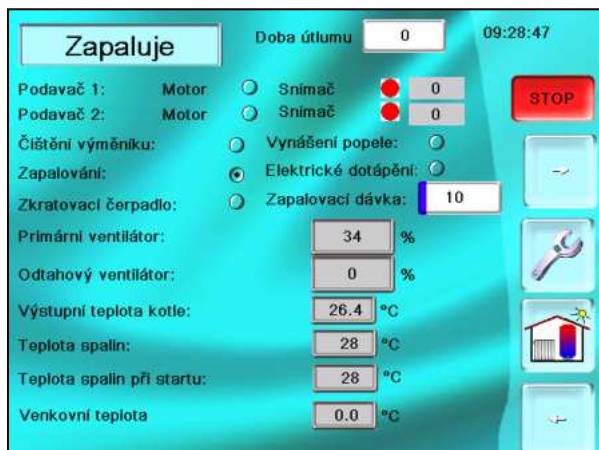 Zapaluje Doba útlumu 0 09:28:47
Podavač 1: Motor Snímač 0
Podavač 2: Motor Snímač 0
STOP
Čištění výměníku: Vynášení popele:
Zapalování: Elektrické dotápění:
Zkratovací čerpadlo: Zapalovací dávka: 10
Primární ventilátor: 34 %
Odtahový ventilátor: 0 %
Výstupní teplota kotle: 26.4 °C
Teplota spalin: 28 °C
Teplota spalin při startu: 28 °C
Venkovní teplota 0.0 °C